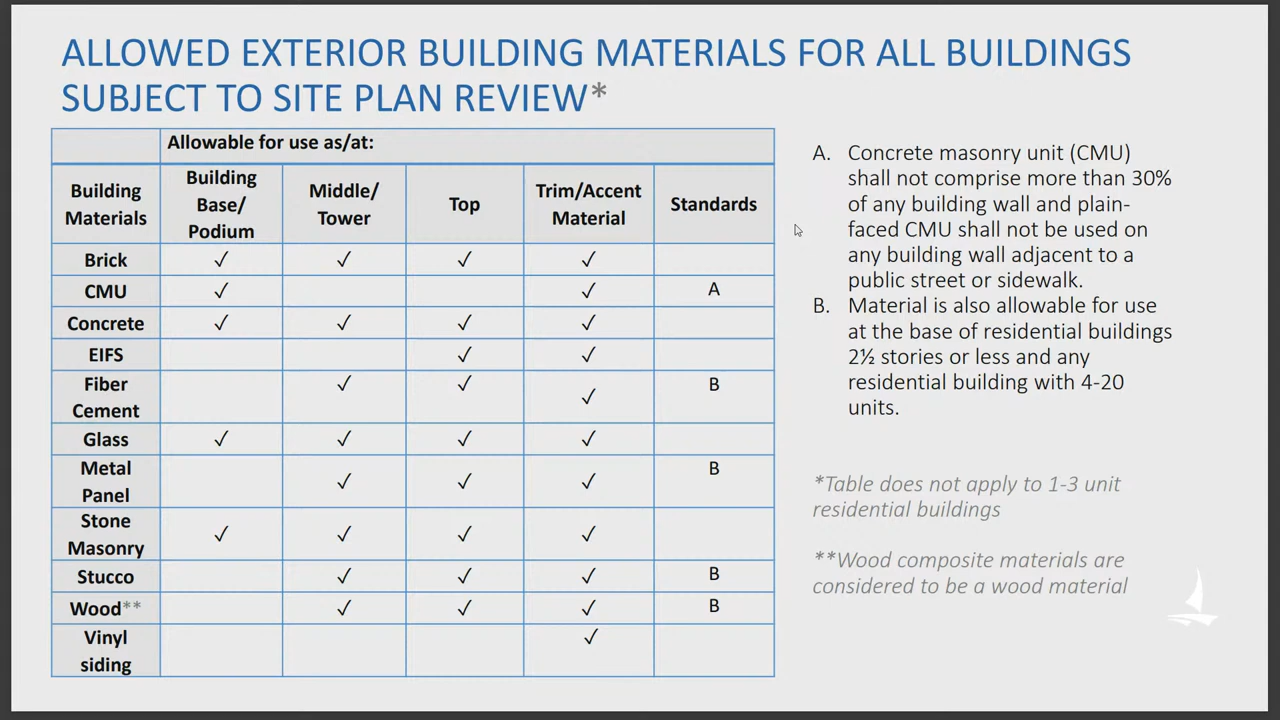 ALLOWED EXTERIOR BUILDING MATERIALS FOR ALL BUILDINGS
SUBJECT TO SITE PLAN REVIEW*
Allowable for use as/at:
Building Materials | Building Base/ Podium | Middle/ Tower | Top | Trim/Accent Material | Standards
Brick ✓ ✓ ✓ ✓
CMU ✓ ✓ A
Concrete ✓ ✓ ✓ ✓
EIFS ✓ ✓
Fiber Cement ✓ ✓ ✓ B
Glass ✓ ✓ ✓ ✓
Metal Panel ✓ ✓ ✓ B
Stone Masonry ✓ ✓ ✓ ✓
Stucco ✓ ✓ ✓ B
Wood** ✓ ✓ ✓ B
Vinyl siding ✓
A. Concrete masonry unit (CMU)
shall not comprise more than 30%
of any building wall and plain-
faced CMU shall not be used on
any building wall adjacent to a
public street or sidewalk.
B. Material is also allowable for use
at the base of residential buildings
2½ stories or less and any
residential building with 4-20
units.
*Table does not apply to 1-3 unit
residential buildings
**Wood composite materials are
considered to be a wood material